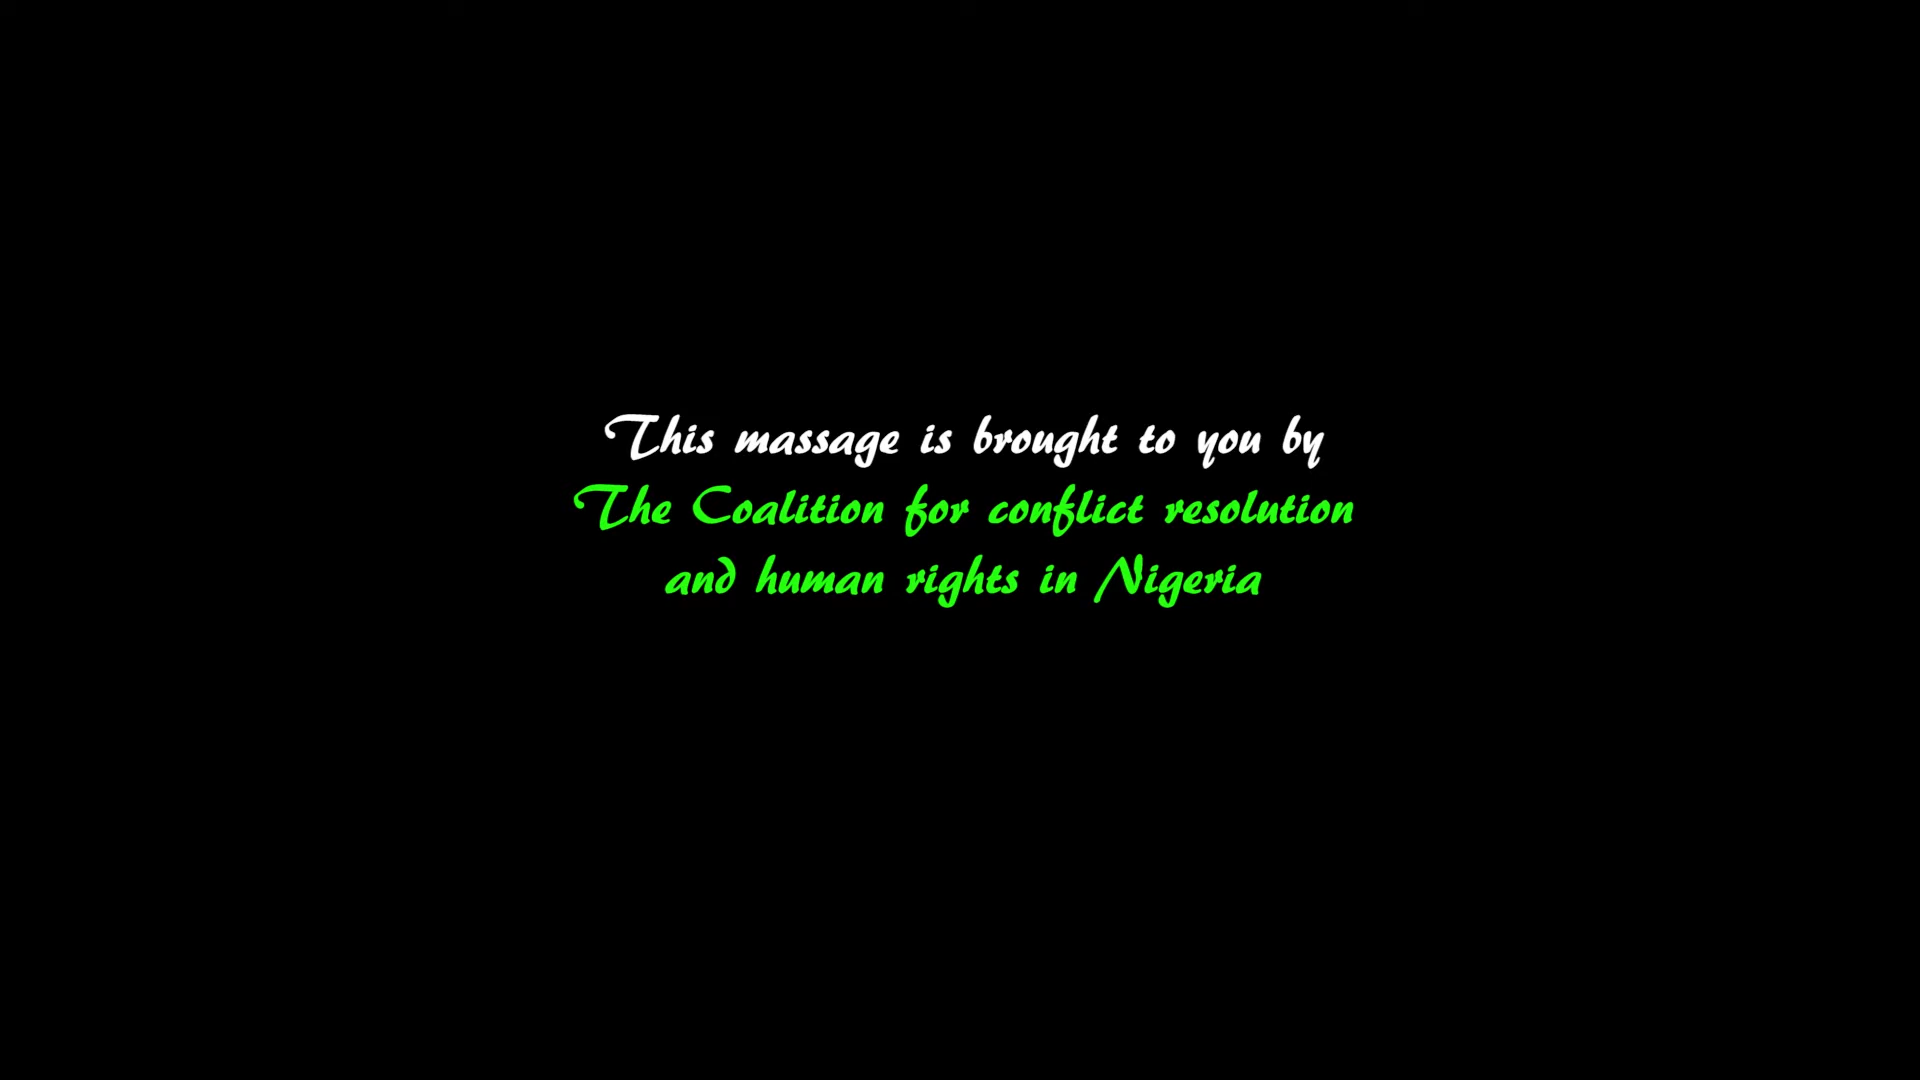 This massage is brought to you by
The Coalition for conflict resolution
and human rights in Nigeria